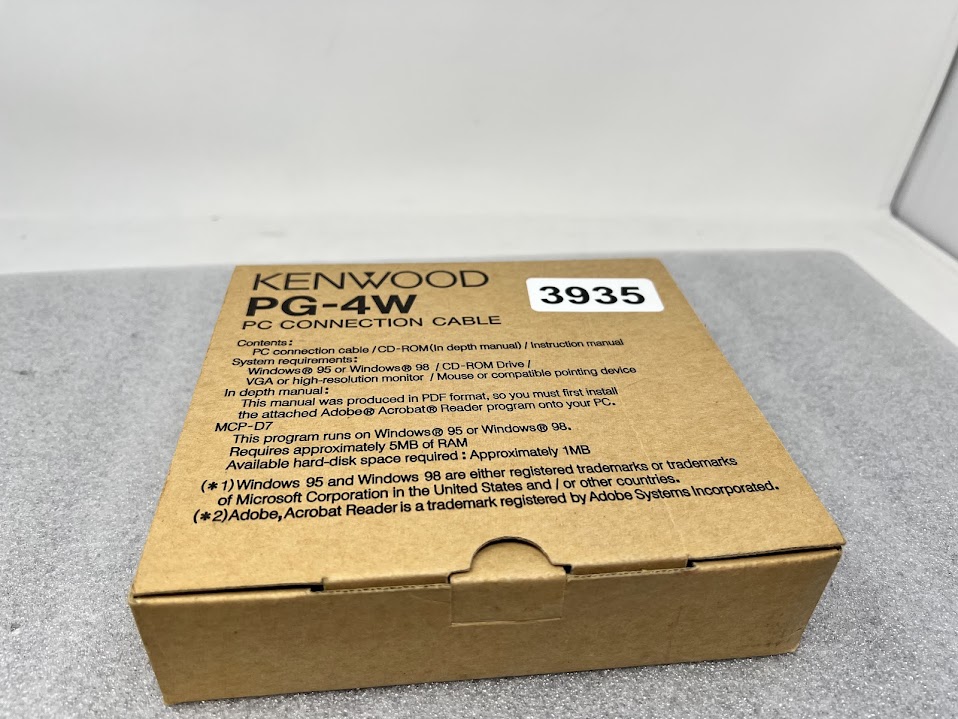 KENWOOD
PG-4W
3935
PC CONNECTION CABLE
Contents:
PC connection cable / CD-ROM(In depth manual) / Instruction manual
System requirements:
Windows® 95 or Windows® 98 / CD-ROM Drive /
VGA or high-resolution monitor / Mouse or compatible pointing device
In depth manual:
This manual was produced in PDF format, so you must first install
the attached Adobe® Acrobat® Reader program onto your PC.
MCP-D7
This program runs on Windows® 95 or Windows® 98.
Requires approximately 5MB of RAM
Available hard-disk space required : Approximately 1MB
(*1)Windows 95 and Windows 98 are either registered trademarks or trademarks
of Microsoft Corporation in the United States and / or other countries.
(*2)Adobe, Acrobat Reader is a trademark registered by Adobe Systems Incorporated.